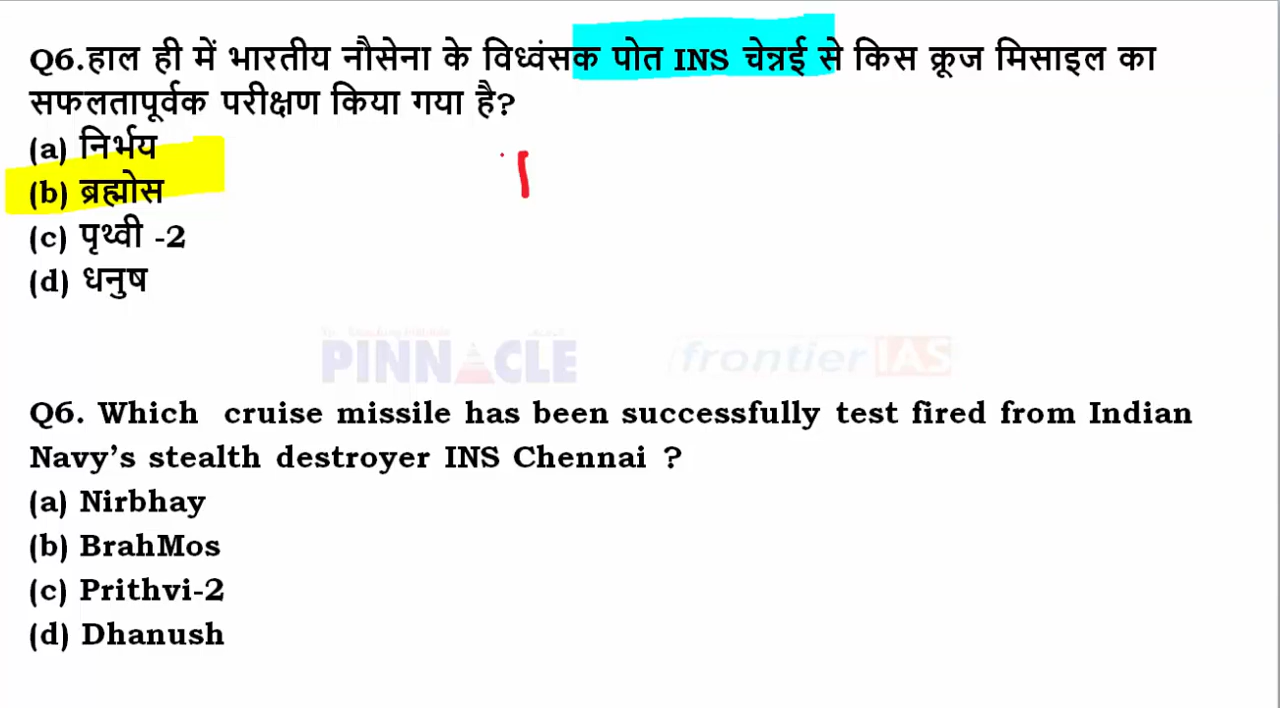 Q6.हाल ही में भारतीय नौसेना के विध्वंसक पोत INS चेन्नई से किस क्रूज मिसाइल का
सफलतापूर्वक परीक्षण किया गया है?
(a) निर्भय
(b) ब्रह्मोस
(c) पृथ्वी -2
(d) धनुष
PINNACLE
frontier IAS
Q6. Which cruise missile has been successfully test fired from Indian
Navy’s stealth destroyer INS Chennai ?
(a) Nirbhay
(b) BrahMos
(c) Prithvi-2
(d) Dhanush